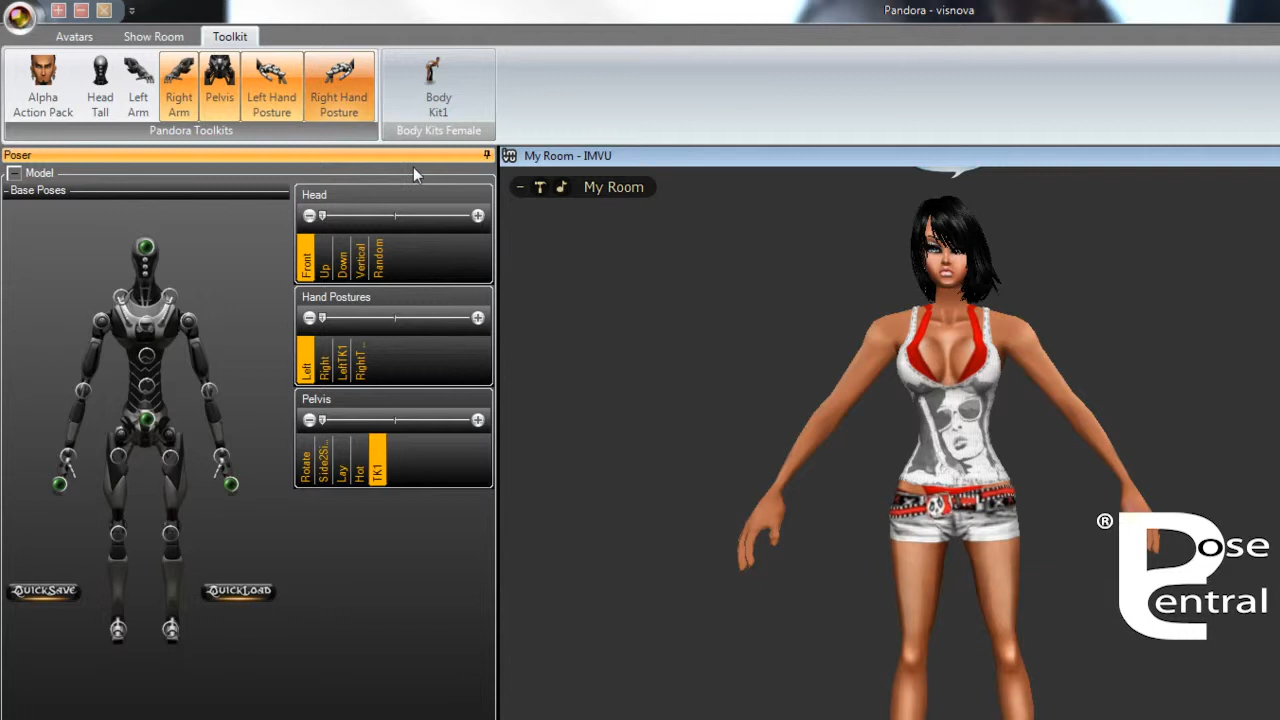 Pandora - visnova
Avatars
Show Room
Toolkit
Alpha
Action Pack
Head
Tall
Left
Arm
Right
Arm
Pelvis
Left Hand
Posture
Right Hand
Posture
Body
Kit1
Pandora Toolkits
Body Kits Female
Poser
My Room - IMVU
Model
Base Poses
Head
Front
Up
Down
Vertical
Random
Hand Postures
Left
Right
LeftTK1
RightT...
Pelvis
Rotate
Side2Si...
Lay
Hot
TK1
QuickSave
QuickLoad
My Room
® Pose
Central